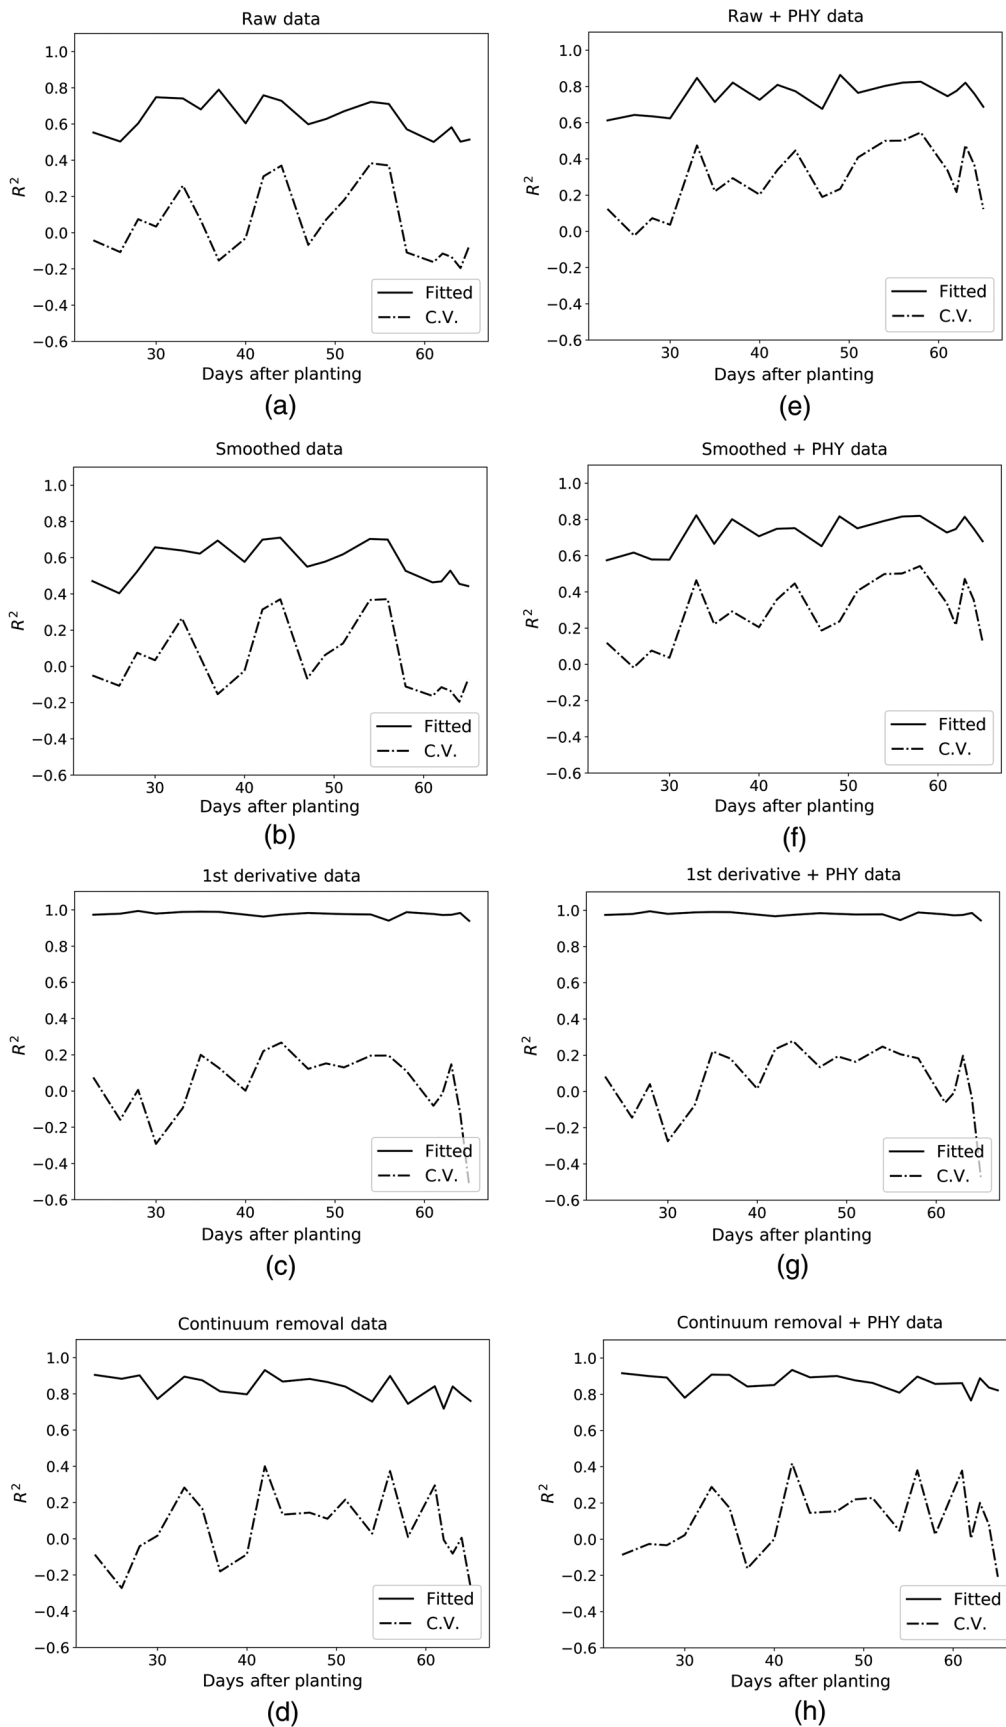 Raw data
1.0
0.8
0.6
0.4
0.2
0.0
−0.2
−0.4
−0.6
R²
Fitted
C.V.
30 40 50 60
Days after planting
(a)
Raw + PHY data
1.0
0.8
0.6
0.4
0.2
0.0
−0.2
−0.4
−0.6
R²
Fitted
C.V.
30 40 50 60
Days after planting
(e)
Smoothed data
1.0
0.8
0.6
0.4
0.2
0.0
−0.2
−0.4
−0.6
R²
Fitted
C.V.
30 40 50 60
Days after planting
(b)
Smoothed + PHY data
1.0
0.8
0.6
0.4
0.2
0.0
−0.2
−0.4
−0.6
R²
Fitted
C.V.
30 40 50 60
Days after planting
(f)
1st derivative data
1.0
0.8
0.6
0.4
0.2
0.0
−0.2
−0.4
−0.6
R²
Fitted
C.V.
30 40 50 60
Days after planting
(c)
1st derivative + PHY data
1.0
0.8
0.6
0.4
0.2
0.0
−0.2
−0.4
−0.6
R²
Fitted
C.V.
30 40 50 60
Days after planting
(g)
Continuum removal data
1.0
0.8
0.6
0.4
0.2
0.0
−0.2
−0.4
−0.6
R²
Fitted
C.V.
30 40 50 60
Days after planting
(d)
Continuum removal + PHY data
1.0
0.8
0.6
0.4
0.2
0.0
−0.2
−0.4
−0.6
R²
Fitted
C.V.
30 40 50 60
Days after planting
(h)